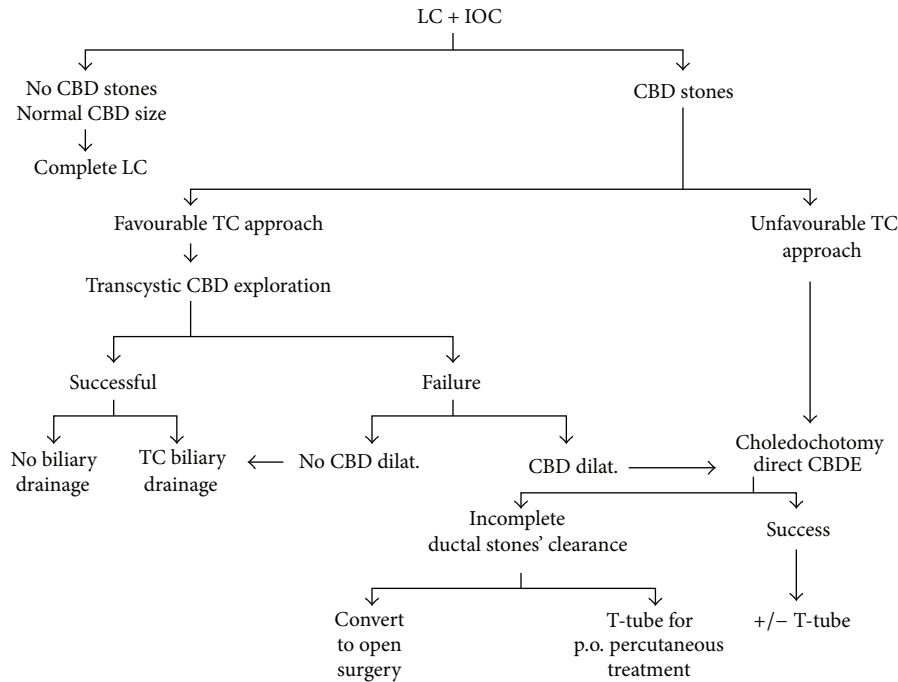 LC + IOC
No CBD stones
Normal CBD size
CBD stones
Complete LC
Favourable TC approach
Unfavourable TC
approach
Transcystic CBD exploration
Successful
Failure
No biliary
drainage
TC biliary
drainage
No CBD dilat.
CBD dilat.
Choledochotomy
direct CBDE
Incomplete
ductal stones’ clearance
Success
Convert
to open
surgery
T-tube for
p.o. percutaneous
treatment
+/− T-tube